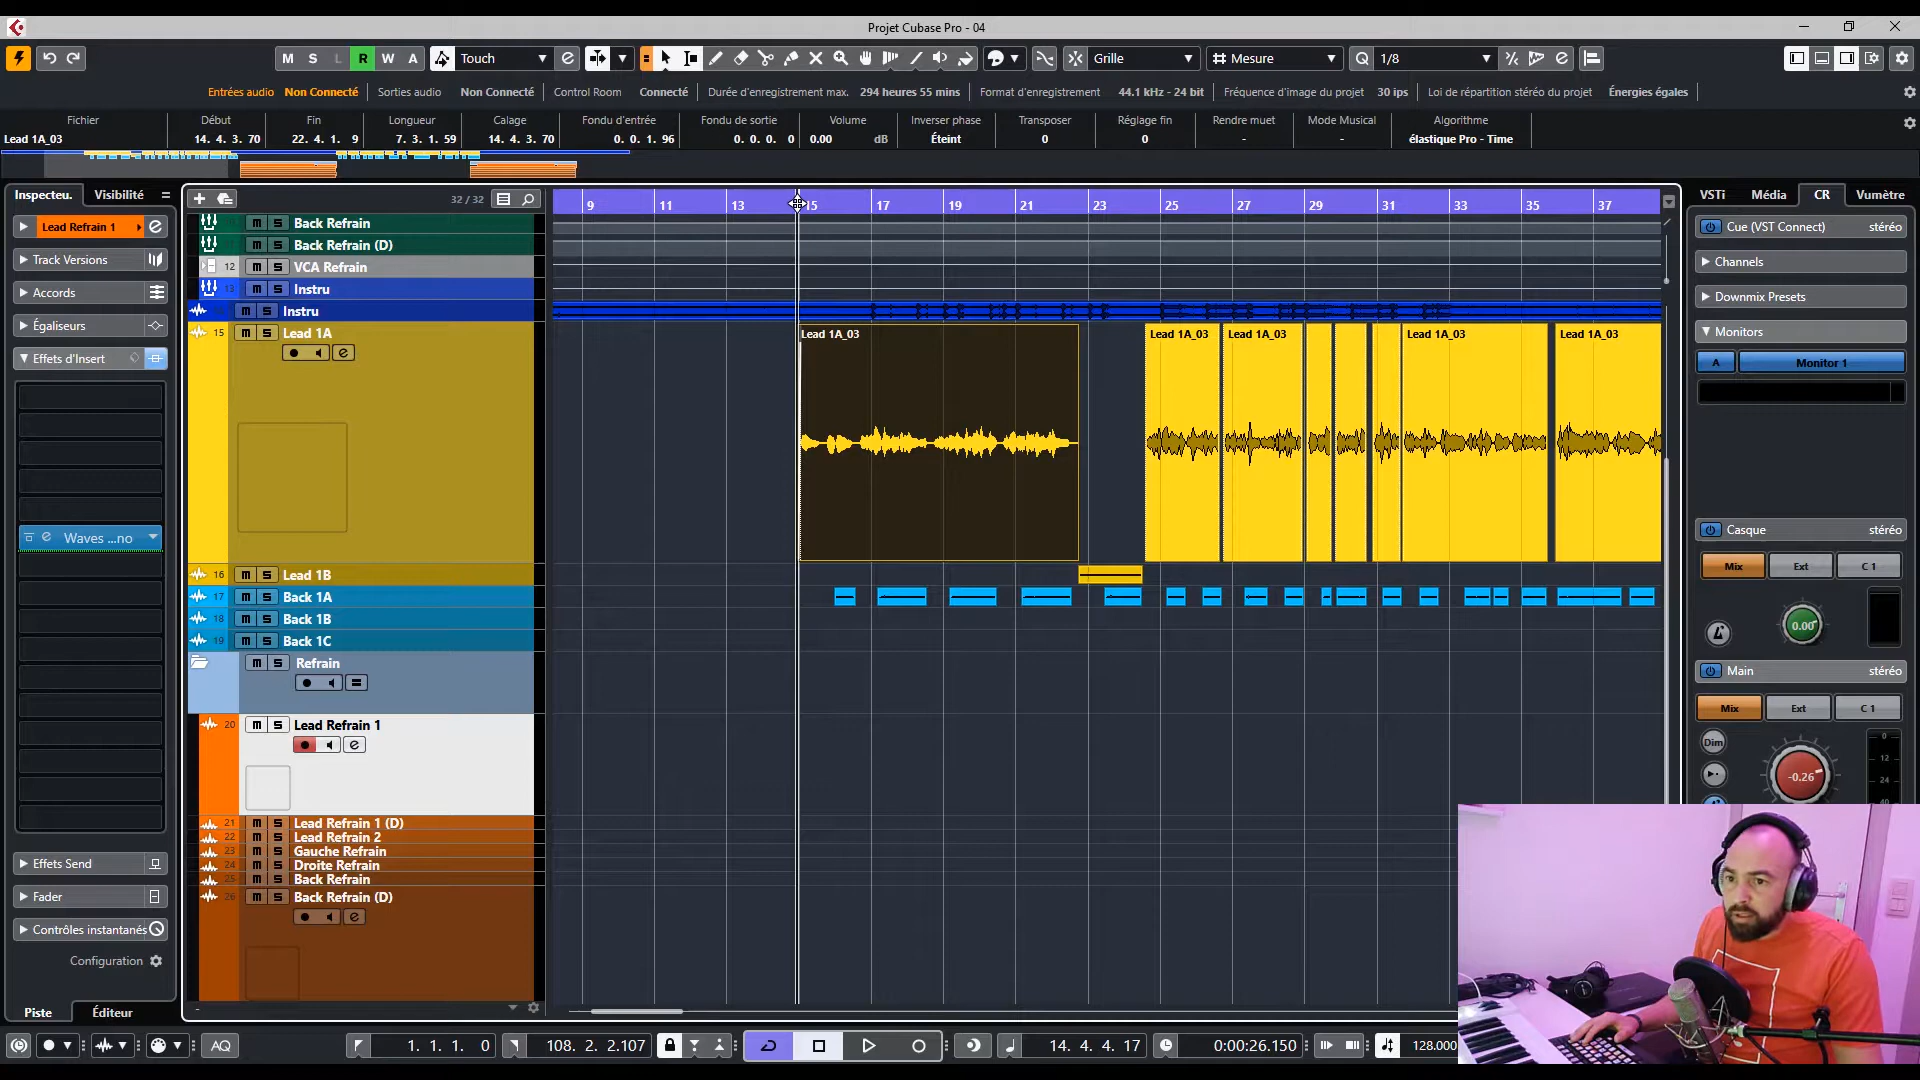 Projet Cubase Pro - 04
M S L R W A Touch Grille Mesure Q 1/8
Entrées audio Non Connecté Sorties audio Non Connecté Control Room Connecté Durée d'enregistrement max. 294 heures 55 mins Format d'enregistrement 44.1 kHz - 24 bit Fréquence d'image du projet 30 ips Loi de répartition stéréo du projet Énergies égales
Fichier Début Fin Longueur Calage Fondu d'entrée Fondu de sortie Volume Inverser phase Transposer Réglage fin Rendre muet Mode Musical Algorithme
Lead 1A_03 14. 4. 3. 70 22. 4. 1. 9 7. 3. 1. 59 14. 4. 3. 70 0. 0. 1. 96 0. 0. 0. 0 0.00 dB Éteint 0 0 - - élastique Pro - Time
Inspecteu. Visibilité
32 / 32
9 11 13 15 17 19 21 23 25 27 29 31 33 35 37
VSTi Média CR Vumètre
Lead Refrain 1
Track Versions
Accords
Égaliseurs
Effets d'Insert
Waves ...no
Effets Send
Fader
Contrôles instantanés
Configuration
Piste Éditeur
m S Back Refrain
m S Back Refrain (D)
12 m S VCA Refrain
13 m S Instru
m S Instru
15 m S Lead 1A
16 m S Lead 1B
17 m S Back 1A
18 m S Back 1B
19 m S Back 1C
m S Refrain
20 m S Lead Refrain 1
21 m S Lead Refrain 1 (D)
22 m S Lead Refrain 2
23 m S Gauche Refrain
24 m S Droite Refrain
25 m S Back Refrain
26 m S Back Refrain (D)
Lead 1A_03 Lead 1A_03 Lead 1A_03 Lead 1A_03 Lead 1A_03
Cue (VST Connect) stéréo
Channels
Downmix Presets
Monitors
A Monitor 1
Casque stéréo
Mix Ext C 1
0.00
Main stéréo
Mix Ext C 1
Dim
-0.26
0
12
24
40
AQ 1. 1. 1. 0 108. 2. 2.107 14. 4. 4. 17 0:00:26.150 128.000